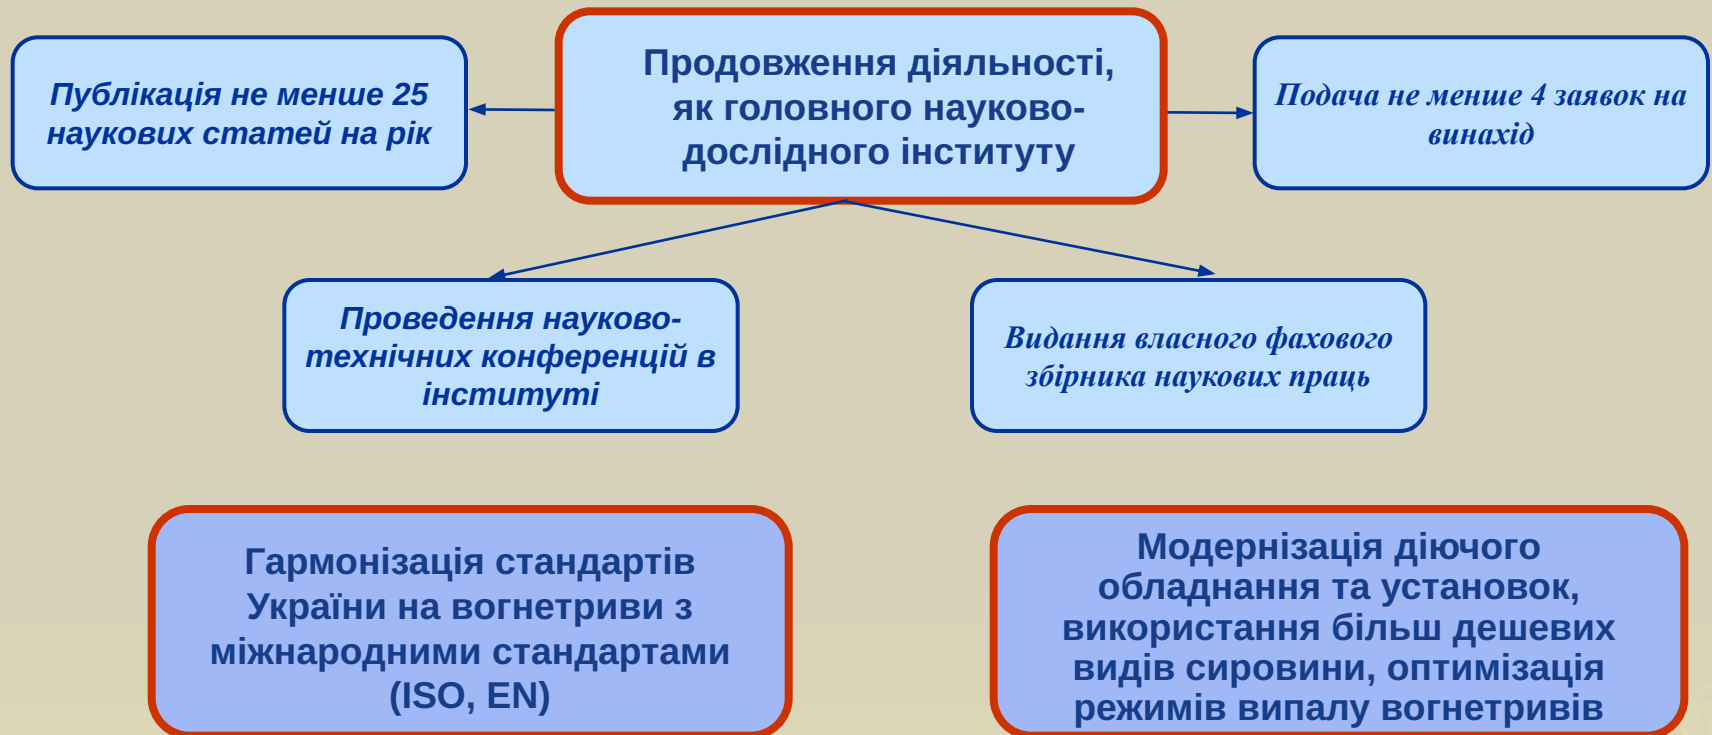 Публікація не менше 25
наукових статей на рік
Продовження діяльності,
як головного науково-
дослідного інституту
Подача не менше 4 заявок на
винахід
Проведення науково-
технічних конференцій в
інституті
Видання власного фахового
збірника наукових праць
Гармонізація стандартів
України на вогнетриви з
міжнародними стандартами
(ISO, EN)
Модернізація діючого
обладнання та установок,
використання більш дешевих
видів сировини, оптимізація
режимів випалу вогнетривів